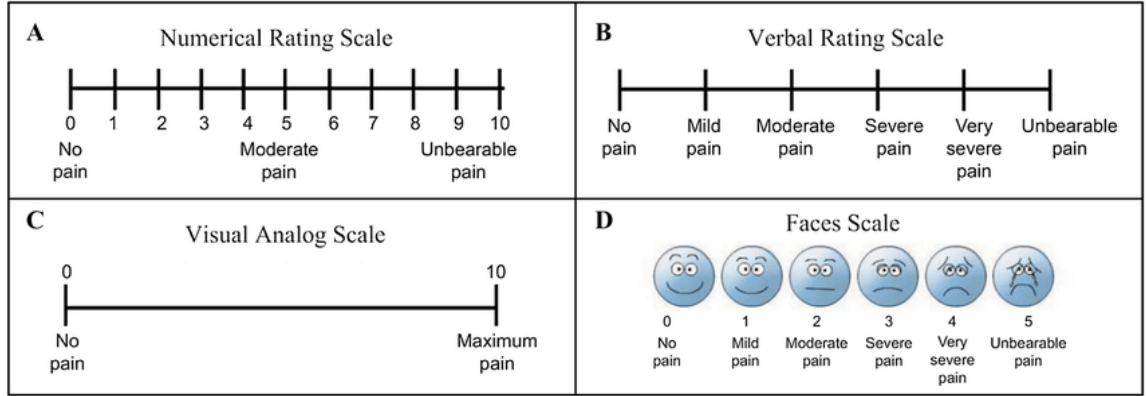 A
Numerical Rating Scale
0 1 2 3 4 5 6 7 8 9 10
No Moderate Unbearable
pain pain pain
B
Verbal Rating Scale
No Mild Moderate Severe Very Unbearable
pain pain pain pain severe pain
pain
C
Visual Analog Scale
0 10
No Maximum
pain pain
D
Faces Scale
0 1 2 3 4 5
No Mild Moderate Severe Very Unbearable
pain pain pain pain severe pain
pain